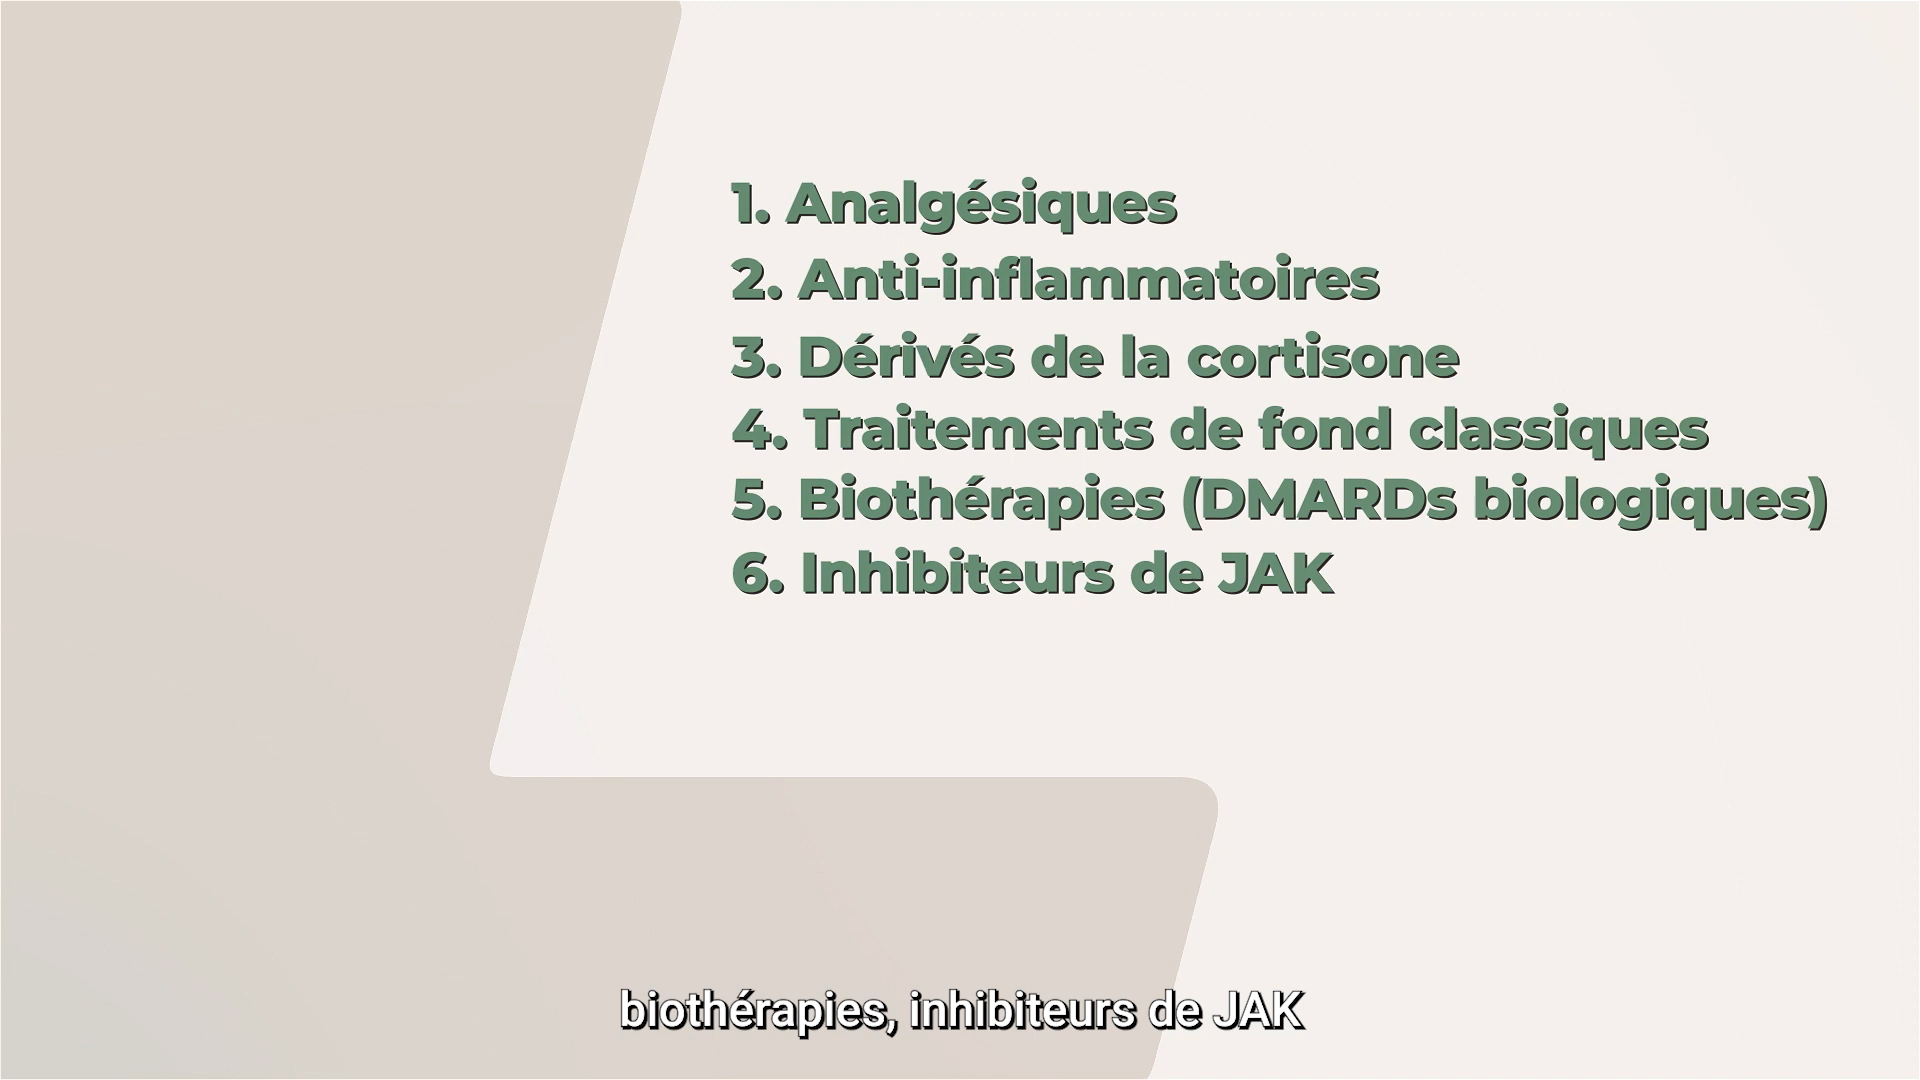 1. Analgésiques
2. Anti-inflammatoires
3. Dérivés de la cortisone
4. Traitements de fond classiques
5. Biothérapies (DMARDs biologiques)
6. Inhibiteurs de JAK
biothérapies, inhibiteurs de JAK